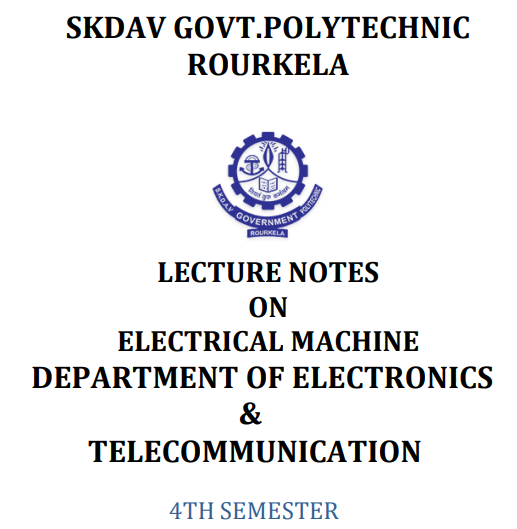 SKDAV GOVT.POLYTECHNIC
ROURKELA
S.K.D.A.V GOVERNMENT POLYTECHNIC
ROURKELA
LECTURE NOTES
ON
ELECTRICAL MACHINE
DEPARTMENT OF ELECTRONICS
&
TELECOMMUNICATION
4TH SEMESTER